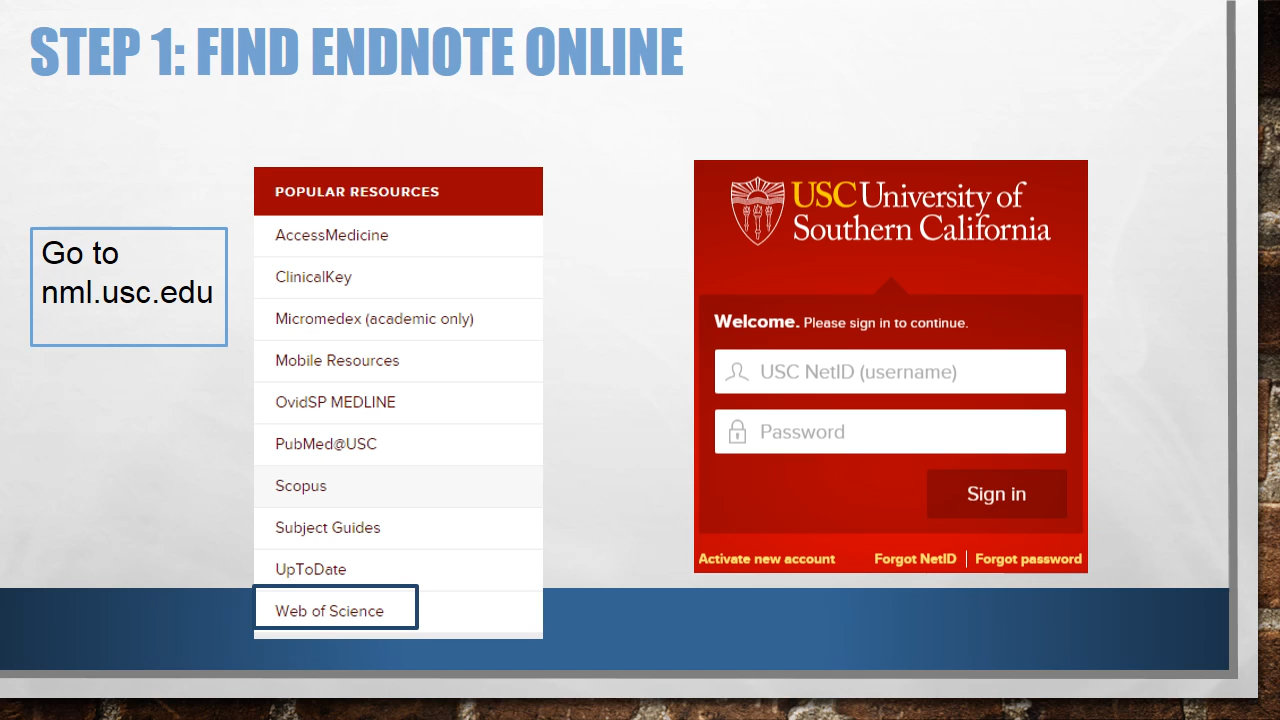 STEP 1: FIND ENDNOTE ONLINE
Go to
nml.usc.edu
POPULAR RESOURCES
AccessMedicine
ClinicalKey
Micromedex (academic only)
Mobile Resources
OvidSP MEDLINE
PubMed@USC
Scopus
Subject Guides
UpToDate
Web of Science
USC University of
Southern California
Welcome. Please sign in to continue.
USC NetID (username)
Password
Sign in
Activate new account Forgot NetID | Forgot password